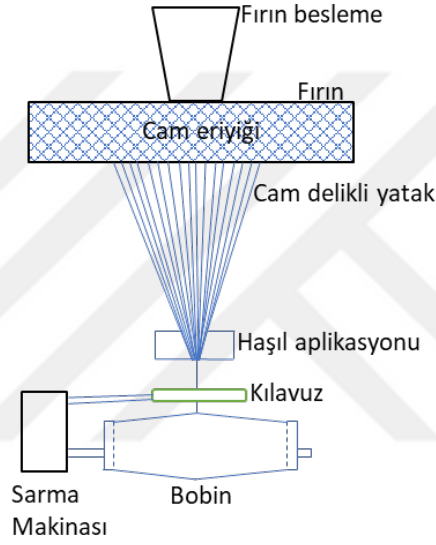 Fırın besleme
Fırın
Cam eriyiği
Cam delikli yatak
Haşıl aplikasyonu
Kılavuz
Sarma
Makinası
Bobin